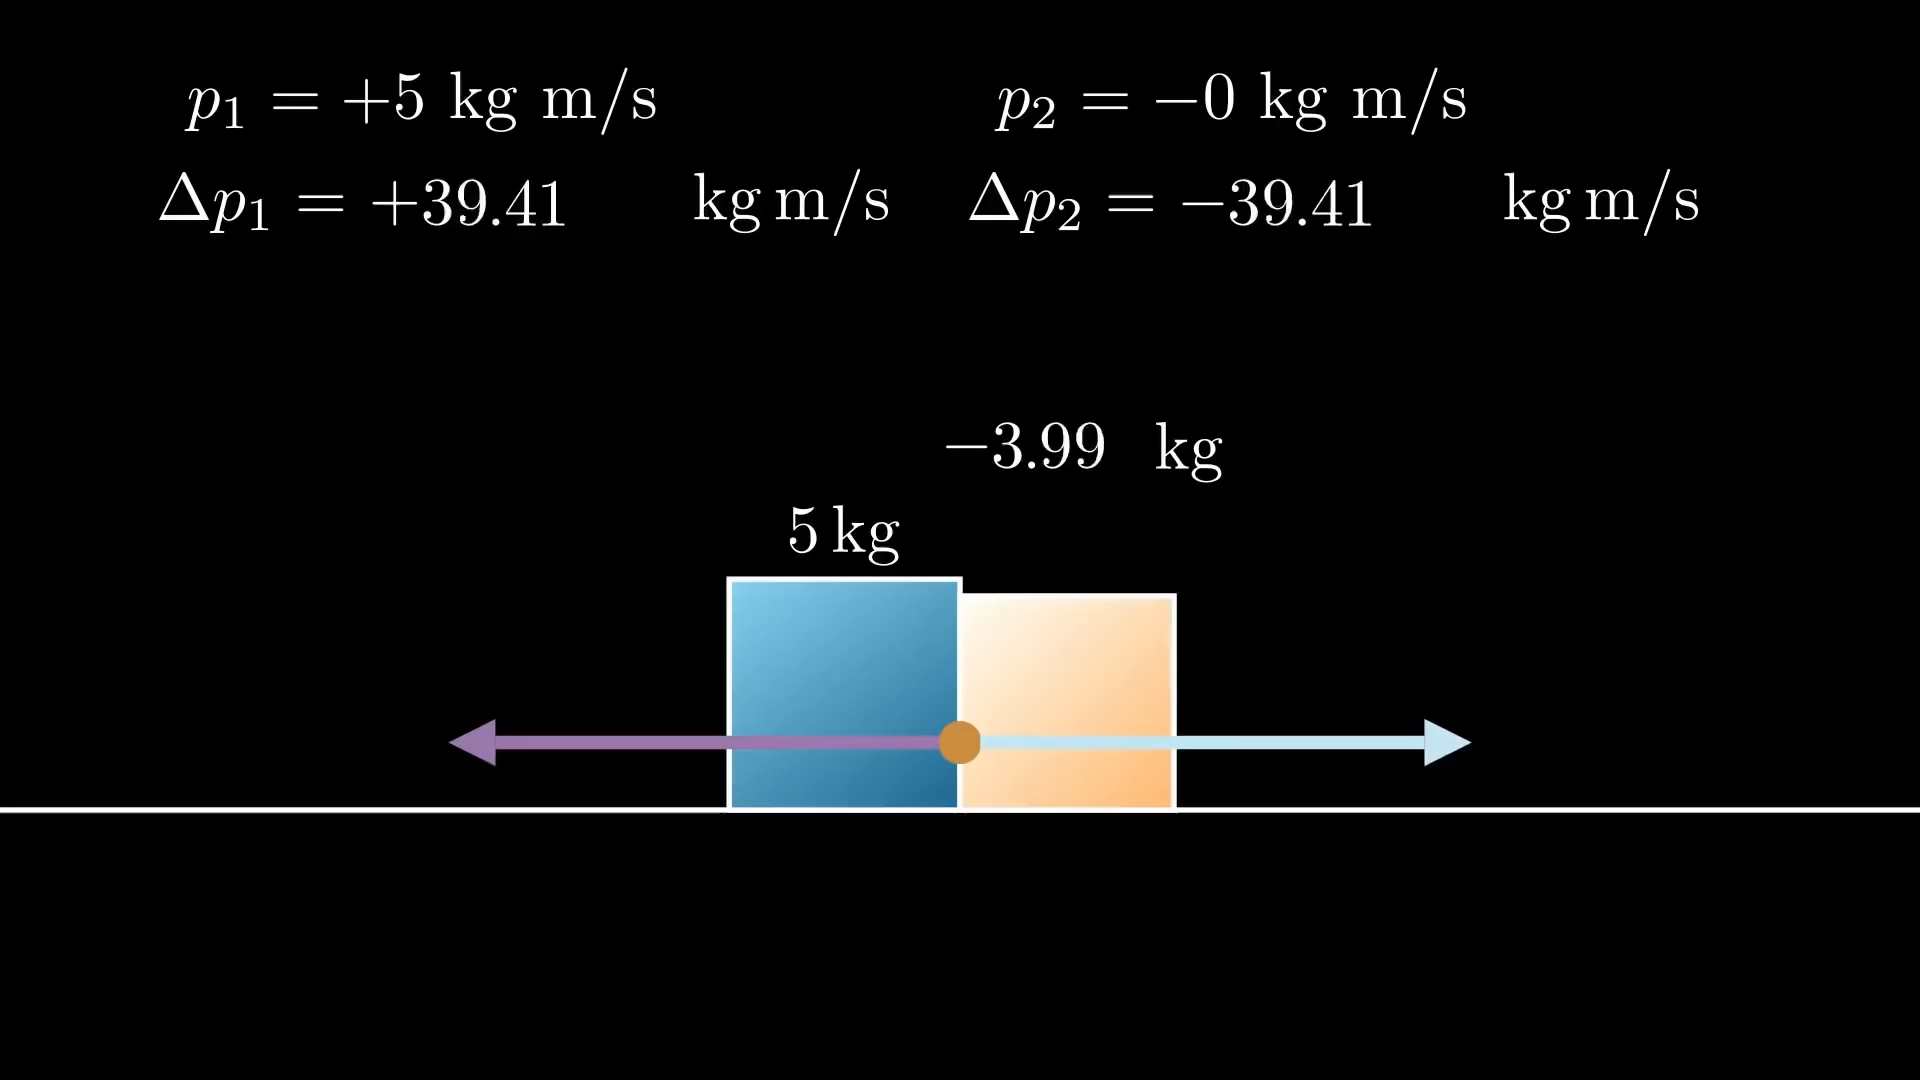 p₁ = +5 kg m/s
p₂ = −0 kg m/s
Δp₁ = +39.41 kg m/s
Δp₂ = −39.41 kg m/s
−3.99 kg
5 kg